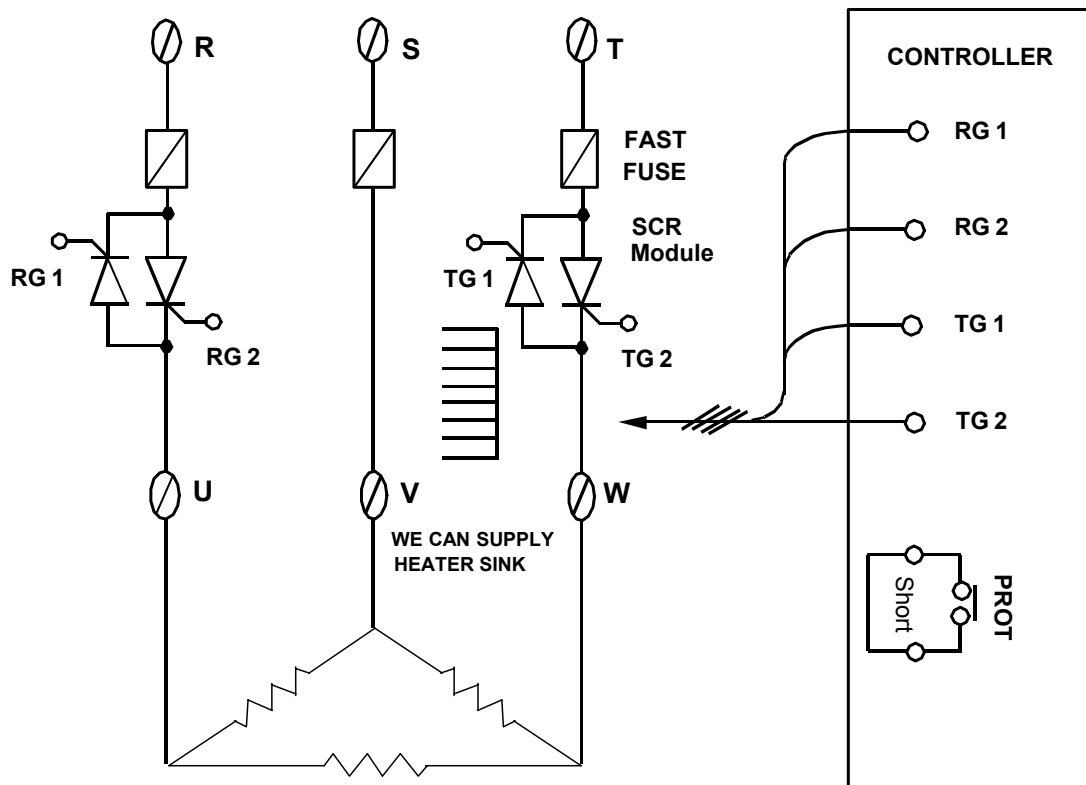 R
S
T
CONTROLLER
RG 1
FAST
FUSE
RG 2
SCR
Module
RG 1
TG 1
TG 1
RG 2
TG 2
TG 2
U
V
W
WE CAN SUPPLY
HEATER SINK
Short
PROT